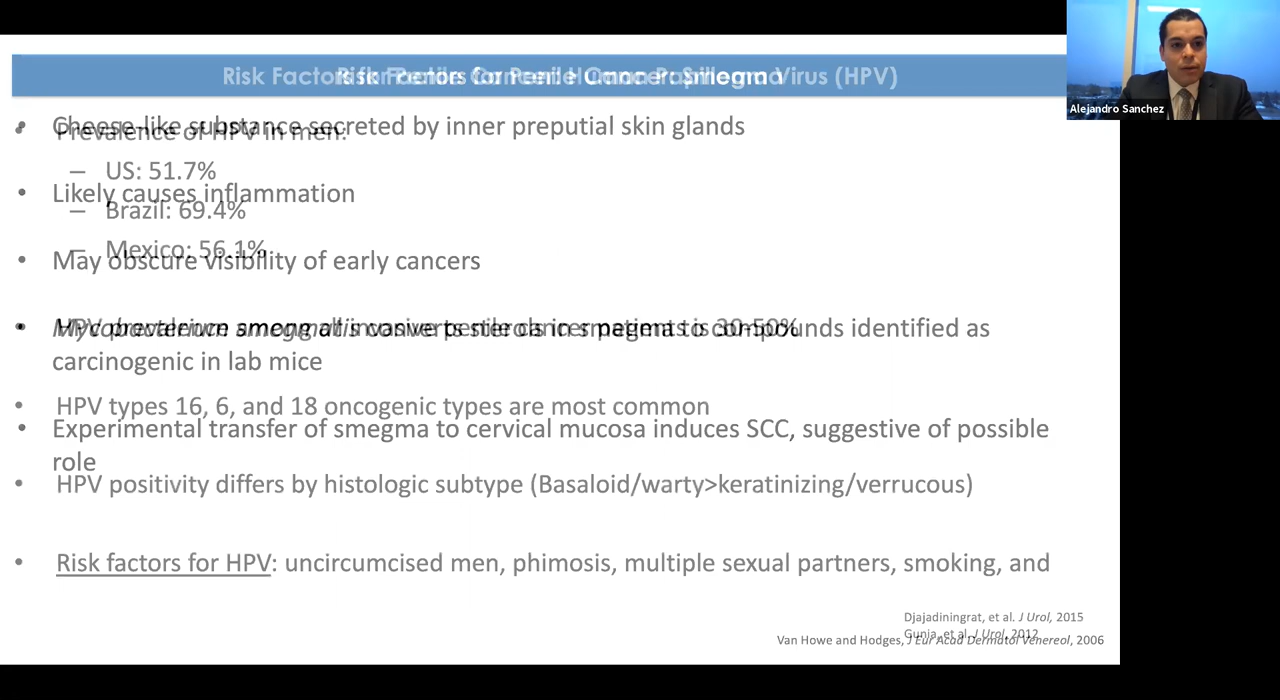 Alejandro Sanchez
Risk Factors for Penile Cancer: Human Papilloma Virus (HPV)
Risk Factors for Penile Cancer: Smegma
• Cheese-like substance secreted by inner preputial skin glands
• Prevalence of HPV in men:
– US: 51.7%
• Likely causes inflammation
– Brazil: 69.4%
– Mexico: 56.1%
• May obscure visibility of early cancers
• Mycobacterium smegmatis converts sterols in smegma to compounds identified as
carcinogenic in lab mice
• HPV prevalence among all invasive penile cancer patients is 30-50%
• HPV types 16, 6, and 18 oncogenic types are most common
• Experimental transfer of smegma to cervical mucosa induces SCC, suggestive of possible
role
• HPV positivity differs by histologic subtype (Basaloid/warty>keratinizing/verrucous)
• Risk factors for HPV: uncircumcised men, phimosis, multiple sexual partners, smoking, and
Djajadiningrat, et al. J Urol, 2015
Gunia, et al. J Urol, 2012
Van Howe and Hodges, J Eur Acad Dermatol Venereol, 2006